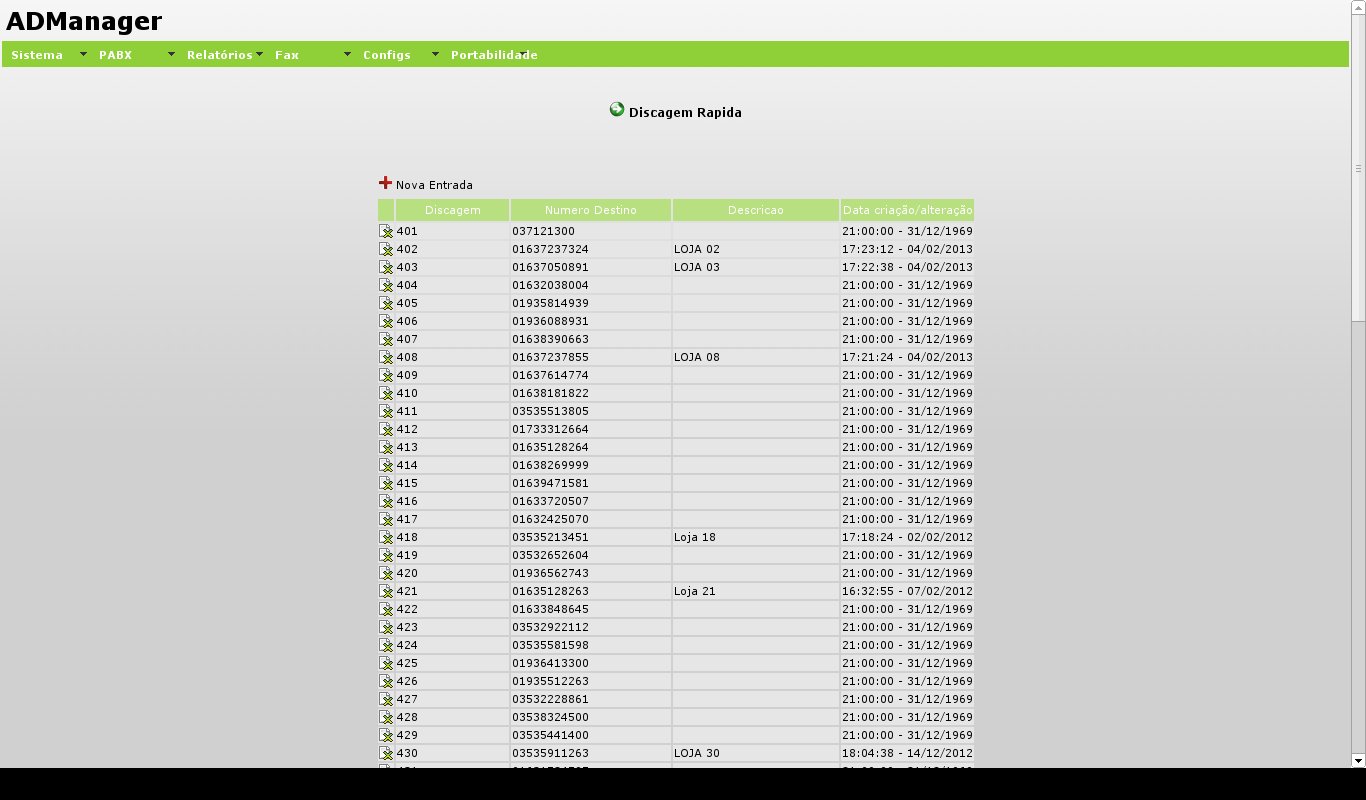 ADManager
Sistema PABX Relatórios Fax Configs Portabilidade
Discagem Rapida
Nova Entrada
Discagem Numero Destino Descricao Data criação/alteração
401 037121300 21:00:00 - 31/12/1969
402 01637237324 LOJA 02 17:23:12 - 04/02/2013
403 01637050891 LOJA 03 17:22:38 - 04/02/2013
404 01632038004 21:00:00 - 31/12/1969
405 01935814939 21:00:00 - 31/12/1969
406 01936088931 21:00:00 - 31/12/1969
407 01638390663 21:00:00 - 31/12/1969
408 01637237855 LOJA 08 17:21:24 - 04/02/2013
409 01637614774 21:00:00 - 31/12/1969
410 01638181822 21:00:00 - 31/12/1969
411 03535513805 21:00:00 - 31/12/1969
412 01733312664 21:00:00 - 31/12/1969
413 01635128264 21:00:00 - 31/12/1969
414 01638269999 21:00:00 - 31/12/1969
415 01639471581 21:00:00 - 31/12/1969
416 01633720507 21:00:00 - 31/12/1969
417 01632425070 21:00:00 - 31/12/1969
418 03535213451 Loja 18 17:18:24 - 02/02/2012
419 03532652604 21:00:00 - 31/12/1969
420 01936562743 21:00:00 - 31/12/1969
421 01635128263 Loja 21 16:32:55 - 07/02/2012
422 01633848645 21:00:00 - 31/12/1969
423 03532922112 21:00:00 - 31/12/1969
424 03535581598 21:00:00 - 31/12/1969
425 01936413300 21:00:00 - 31/12/1969
426 01935512263 21:00:00 - 31/12/1969
427 03532228861 21:00:00 - 31/12/1969
428 03538324500 21:00:00 - 31/12/1969
429 03535441400 21:00:00 - 31/12/1969
430 03535911263 LOJA 30 18:04:38 - 14/12/2012